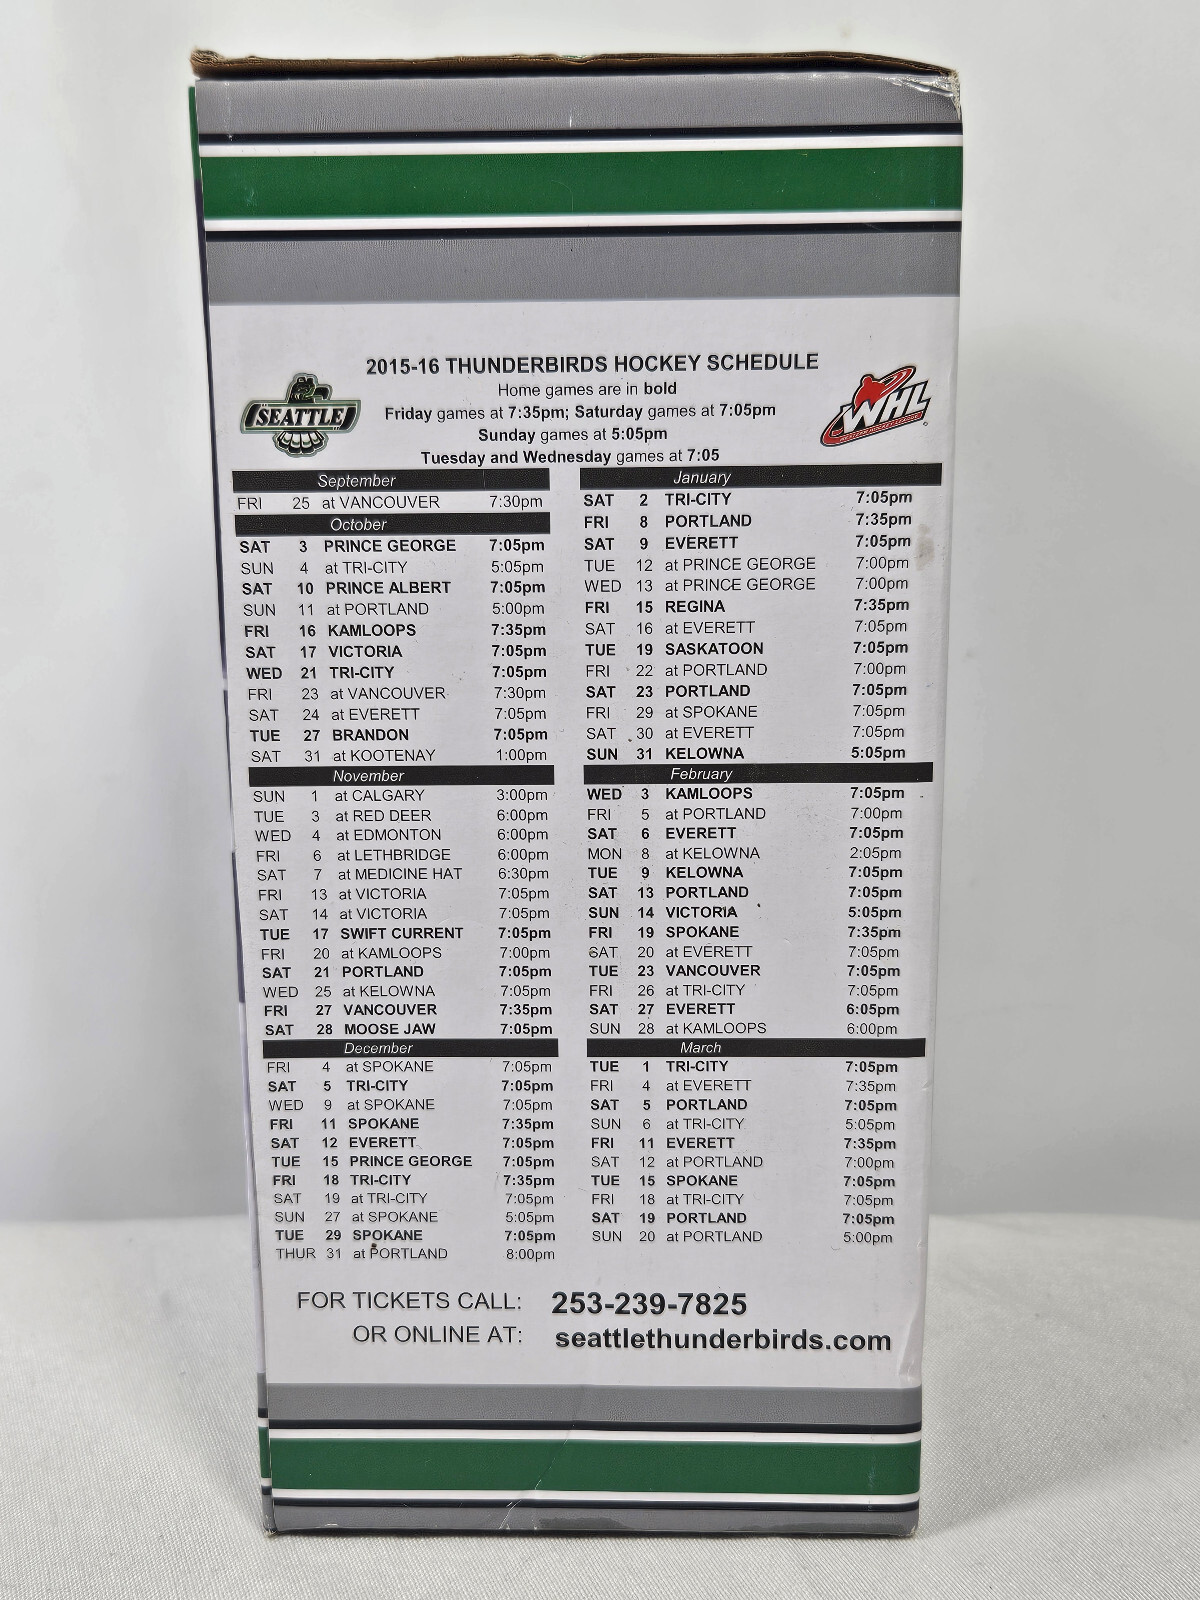 2015-16 THUNDERBIRDS HOCKEY SCHEDULE
Home games are in bold
Friday games at 7:35pm; Saturday games at 7:05pm
Sunday games at 5:05pm
Tuesday and Wednesday games at 7:05
SEATTLE
WHL
September
FRI 25 at VANCOUVER 7:30pm
October
SAT 3 PRINCE GEORGE 7:05pm
SUN 4 at TRI-CITY 5:05pm
SAT 10 PRINCE ALBERT 7:05pm
SUN 11 at PORTLAND 5:00pm
FRI 16 KAMLOOPS 7:35pm
SAT 17 VICTORIA 7:05pm
WED 21 TRI-CITY 7:05pm
FRI 23 at VANCOUVER 7:30pm
SAT 24 at EVERETT 7:05pm
TUE 27 BRANDON 7:05pm
SAT 31 at KOOTENAY 1:00pm
November
SUN 1 at CALGARY 3:00pm
TUE 3 at RED DEER 6:00pm
WED 4 at EDMONTON 6:00pm
FRI 6 at LETHBRIDGE 6:00pm
SAT 7 at MEDICINE HAT 6:30pm
FRI 13 at VICTORIA 7:05pm
SAT 14 at VICTORIA 7:05pm
TUE 17 SWIFT CURRENT 7:05pm
FRI 20 at KAMLOOPS 7:00pm
SAT 21 PORTLAND 7:05pm
WED 25 at KELOWNA 7:05pm
FRI 27 VANCOUVER 7:35pm
SAT 28 MOOSE JAW 7:05pm
December
FRI 4 at SPOKANE 7:05pm
SAT 5 TRI-CITY 7:05pm
WED 9 at SPOKANE 7:05pm
FRI 11 SPOKANE 7:35pm
SAT 12 EVERETT 7:05pm
TUE 15 PRINCE GEORGE 7:05pm
FRI 18 TRI-CITY 7:35pm
SAT 19 at TRI-CITY 7:05pm
SUN 27 at SPOKANE 5:05pm
TUE 29 SPOKANE 7:05pm
THUR 31 at PORTLAND 8:00pm
January
SAT 2 TRI-CITY 7:05pm
FRI 8 PORTLAND 7:35pm
SAT 9 EVERETT 7:05pm
TUE 12 at PRINCE GEORGE 7:00pm
WED 13 at PRINCE GEORGE 7:00pm
FRI 15 REGINA 7:35pm
SAT 16 at EVERETT 7:05pm
TUE 19 SASKATOON 7:05pm
FRI 22 at PORTLAND 7:00pm
SAT 23 PORTLAND 7:05pm
FRI 29 at SPOKANE 7:05pm
SAT 30 at EVERETT 7:05pm
SUN 31 KELOWNA 5:05pm
February
WED 3 KAMLOOPS 7:05pm
FRI 5 at PORTLAND 7:00pm
SAT 6 EVERETT 7:05pm
MON 8 at KELOWNA 2:05pm
TUE 9 KELOWNA 7:05pm
SAT 13 PORTLAND 7:05pm
SUN 14 VICTORIA 5:05pm
FRI 19 SPOKANE 7:35pm
SAT 20 at EVERETT 7:05pm
TUE 23 VANCOUVER 7:05pm
FRI 26 at TRI-CITY 7:05pm
SAT 27 EVERETT 6:05pm
SUN 28 at KAMLOOPS 6:00pm
March
TUE 1 TRI-CITY 7:05pm
FRI 4 at EVERETT 7:35pm
SAT 5 PORTLAND 7:05pm
SUN 6 at TRI-CITY 5:05pm
FRI 11 EVERETT 7:35pm
SAT 12 at PORTLAND 7:00pm
TUE 15 SPOKANE 7:05pm
FRI 18 at TRI-CITY 7:05pm
SAT 19 PORTLAND 7:05pm
SUN 20 at PORTLAND 5:00pm
FOR TICKETS CALL: 253-239-7825
OR ONLINE AT: seattlethunderbirds.com